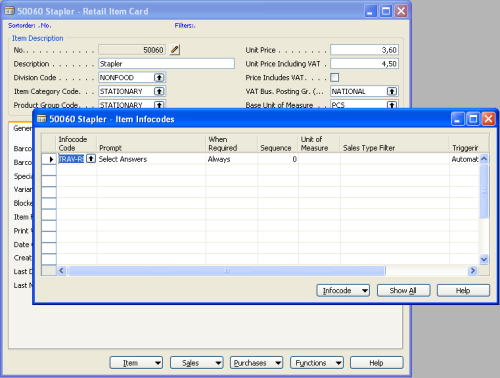 50060 Stapler - Retail Item Card
Sortorder: .No. Filters:.
Item Description
No. . . . . . . . . . . 50060 Unit Price . . . . . . . . 3,60
Description . . . . . . . Stapler Unit Price Including VAT . 4,50
Division Code . . . . . . NONFOOD Price Includes VAT. . . .
Item Category Code. . . STATIONARY VAT Bus. Posting Gr. (... NATIONAL
Product Group Code. . . STATIONARY Base Unit of Measure . . PCS
50060 Stapler - Item Infocodes
Infocode Code Prompt When Required Sequence Unit of Measure Sales Type Filter Triggerin
Select Answers Always 0 Automat
Gener
Barco
Barco
Specia
Varian
Blocke
Item F
Print
Date
Creat
Last D
Last
Infocode Show All Help
Item Sales Purchases Functions Help